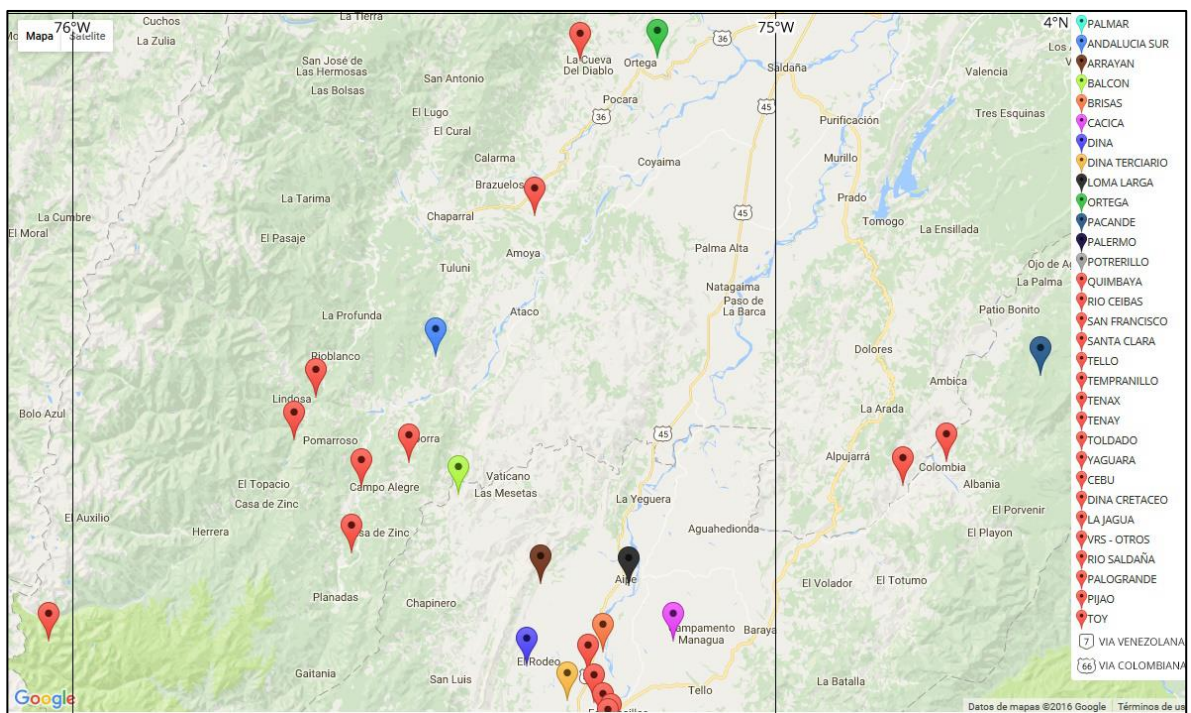 Mapa
Satelite
76°W
75°W
4°N
Cuchos
La Tierra
La Zulia
La Cueva
Del Diablo
Ortega
36
Saldaña
San José de
Las Hermosas
San Antonio
Valencia
Las Bolsas
Pocara
45
El Lugo
36
Tres Esquinas
Purificación
El Cural
Calarma
Coyaima
Murillo
Brazuelos
La Tarima
Prado
La Cumbre
Chaparral
45
Tomogo
La Ensillada
El Moral
El Pasaje
Amoya
Palma Alta
Tuluni
Ojo de
La Palma
Natagaima
Paso de
La Barca
La Profunda
Ataco
Patio Bonito
Rioblanco
Dolores
Ambica
Lindosa
La Arada
Bolo Azul
Pomarroso
45
Alpujarrá
Colombia
El Topacio
Campo Alegre
Vaticano
Las Mesetas
Albania
Casa de Zinc
La Yeguera
El Porvenir
El Auxilio
Herrera
sa de Zinc
Aguahedionda
El Playon
Aipe
El Volador
El Totumo
Planadas
Chapinero
mpamento
Managua
Baraya
El Rodeo
Gaitania
San Luis
Tello
La Batalla
Google
Datos de mapas ©2016 Google
Términos de us
PALMAR
ANDALUCIA SUR
ARRAYAN
BALCON
BRISAS
CACICA
DINA
DINA TERCIARIO
LOMA LARGA
ORTEGA
PACANDE
PALERMO
POTRERILLO
QUIMBAYA
RIO CEIBAS
SAN FRANCISCO
SANTA CLARA
TELLO
TEMPRANILLO
TENAX
TENAY
TOLDADO
YAGUARA
CEBU
DINA CRETACEO
LA JAGUA
VRS - OTROS
RIO SALDAÑA
PALOGRANDE
PIJAO
TOY
7 VIA VENEZOLANA
66 VIA COLOMBIANA